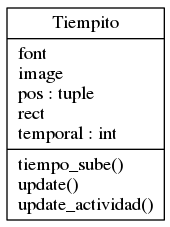 Tiempito
font
image
pos : tuple
rect
temporal : int
tiempo_sube()
update()
update_actividad()